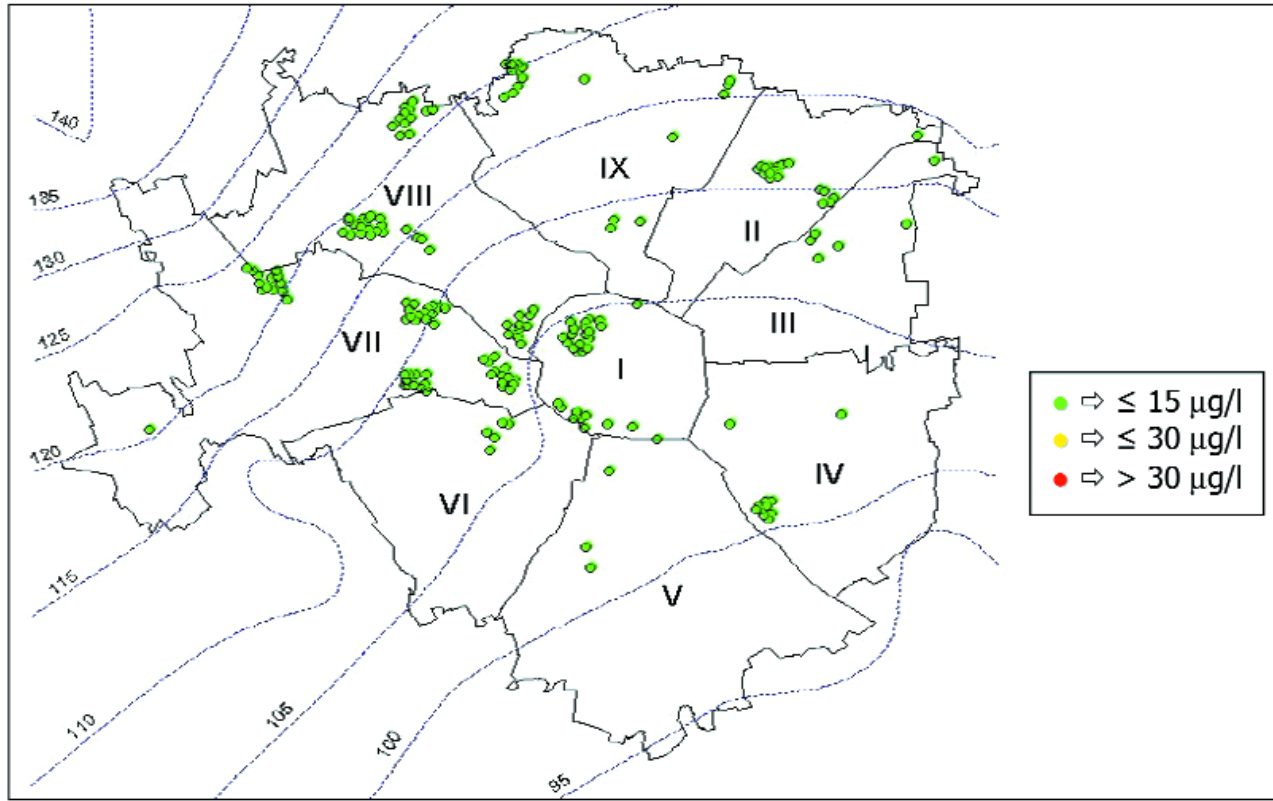 140
135
130
125
120
115
110
105
100
95
VIII
IX
II
III
VII
I
IV
VI
V
⇨ ≤ 15 µg/l
⇨ ≤ 30 µg/l
⇨ > 30 µg/l